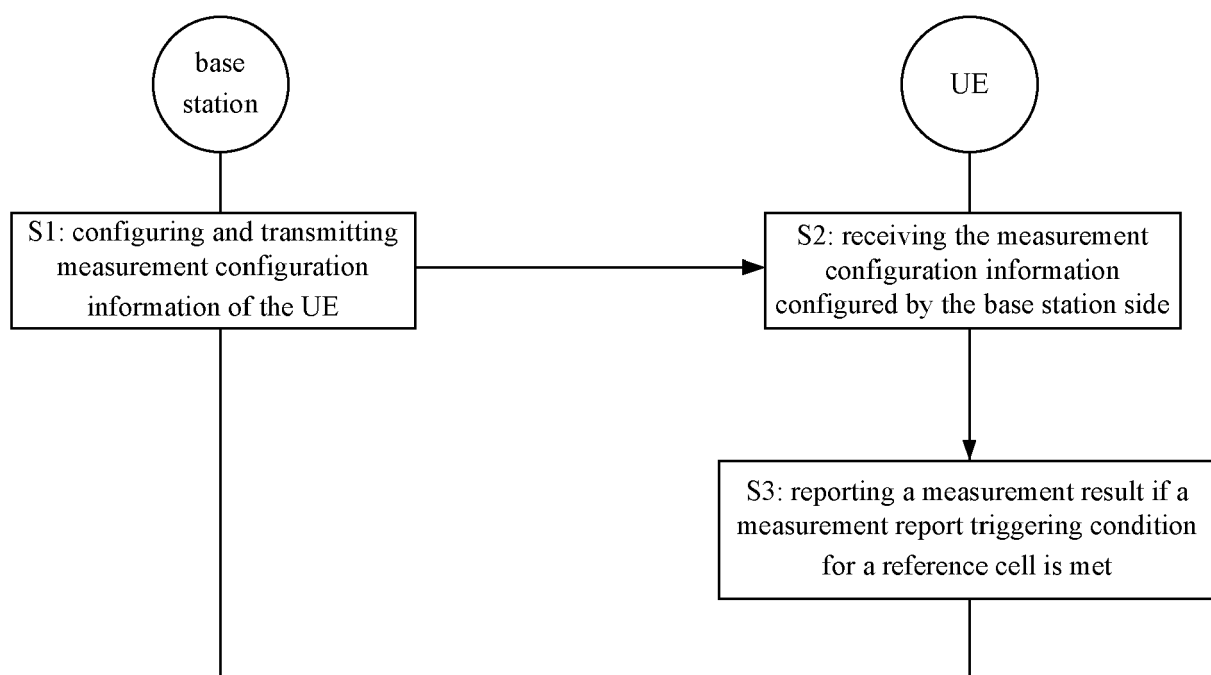 base
station
UE
S1: configuring and transmitting
measurement configuration
information of the UE
S2: receiving the measurement
configuration information
configured by the base station side
S3: reporting a measurement result if a
measurement report triggering condition
for a reference cell is met